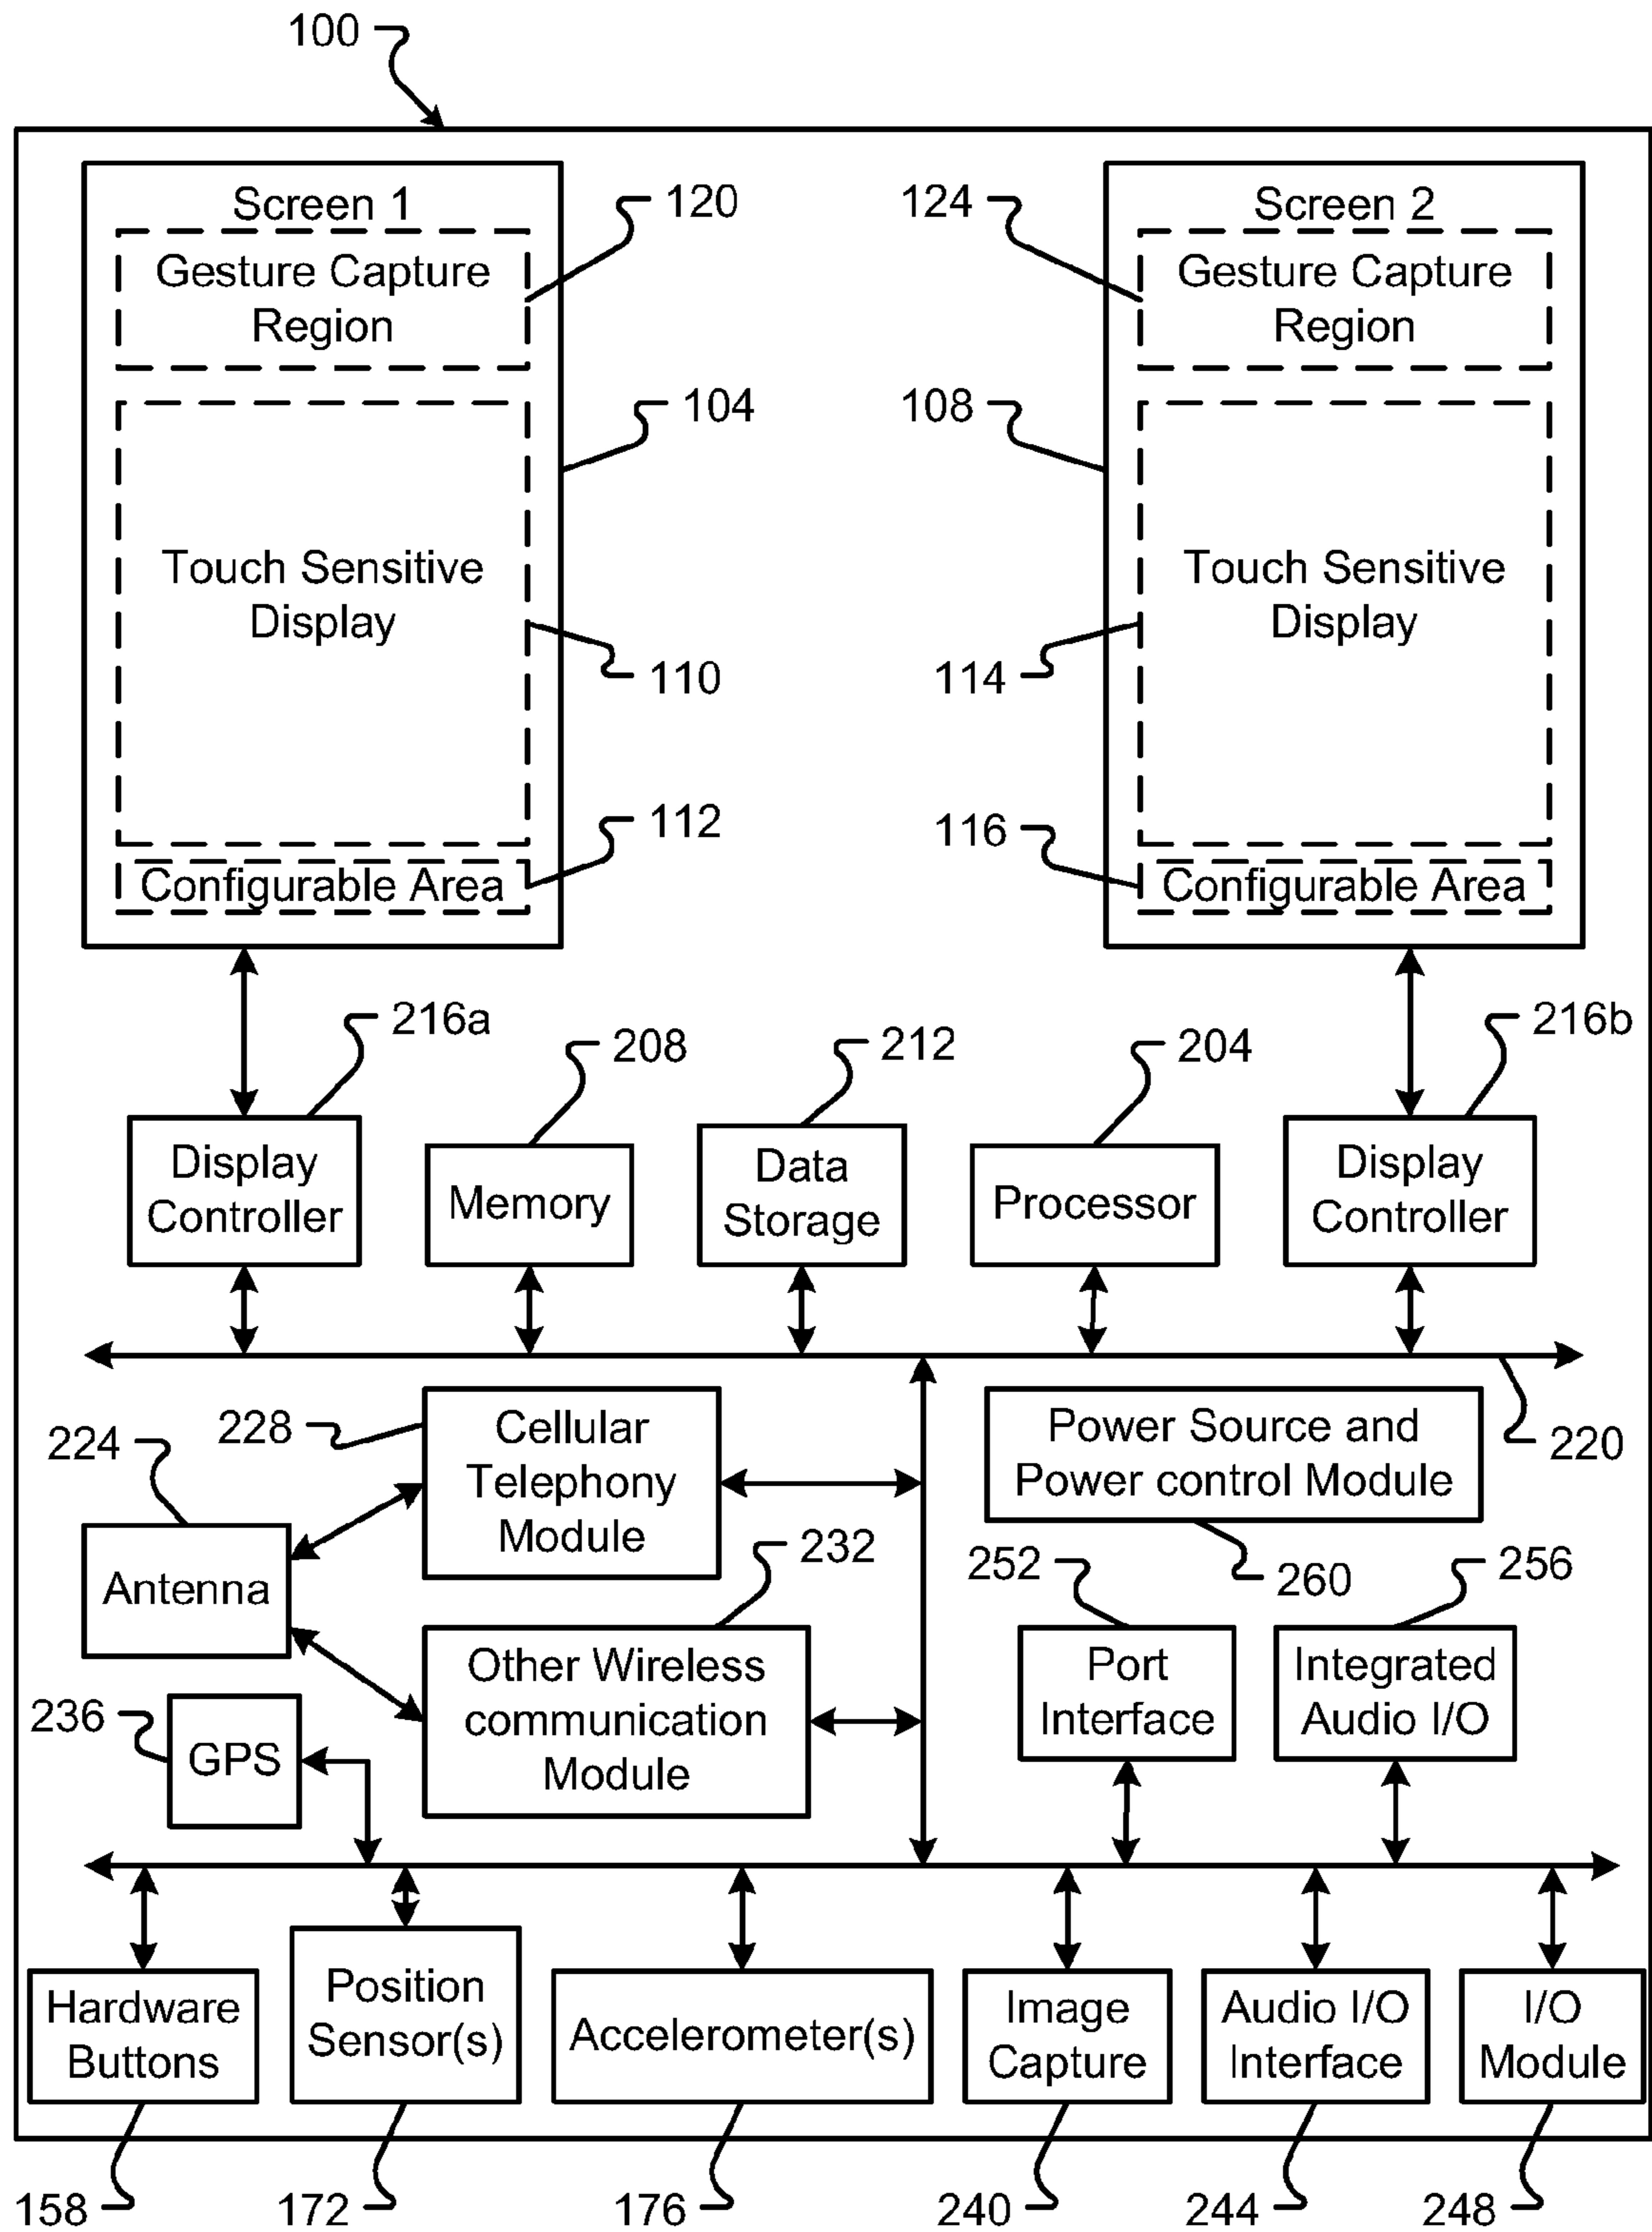 100
Screen 1
Gesture Capture
Region
120
Touch Sensitive
Display
104
110
Configurable Area
112
Screen 2
Gesture Capture
Region
124
Touch Sensitive
Display
108
114
Configurable Area
116
216a
Display
Controller
208
Memory
212
Data
Storage
204
Processor
216b
Display
Controller
220
228
Cellular
Telephony
Module
Power Source and
Power control Module
260
224
Antenna
232
Other Wireless
communication
Module
252
Port
Interface
256
Integrated
Audio I/O
236
GPS
Hardware
Buttons
Position
Sensor(s)
Accelerometer(s)
Image
Capture
Audio I/O
Interface
I/O
Module
158
172
176
240
244
248